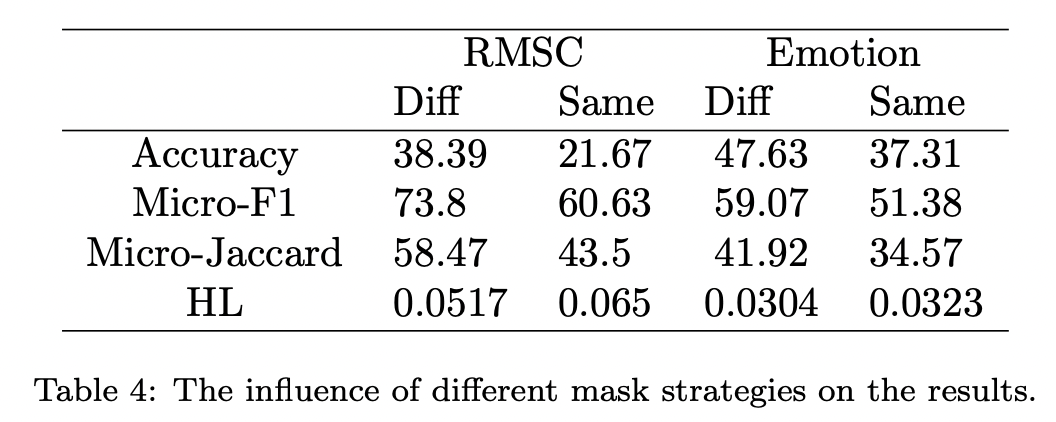 RMSC Emotion
Diff Same Diff Same
Accuracy 38.39 21.67 47.63 37.31
Micro-F1 73.8 60.63 59.07 51.38
Micro-Jaccard 58.47 43.5 41.92 34.57
HL 0.0517 0.065 0.0304 0.0323
Table 4: The influence of different mask strategies on the results.